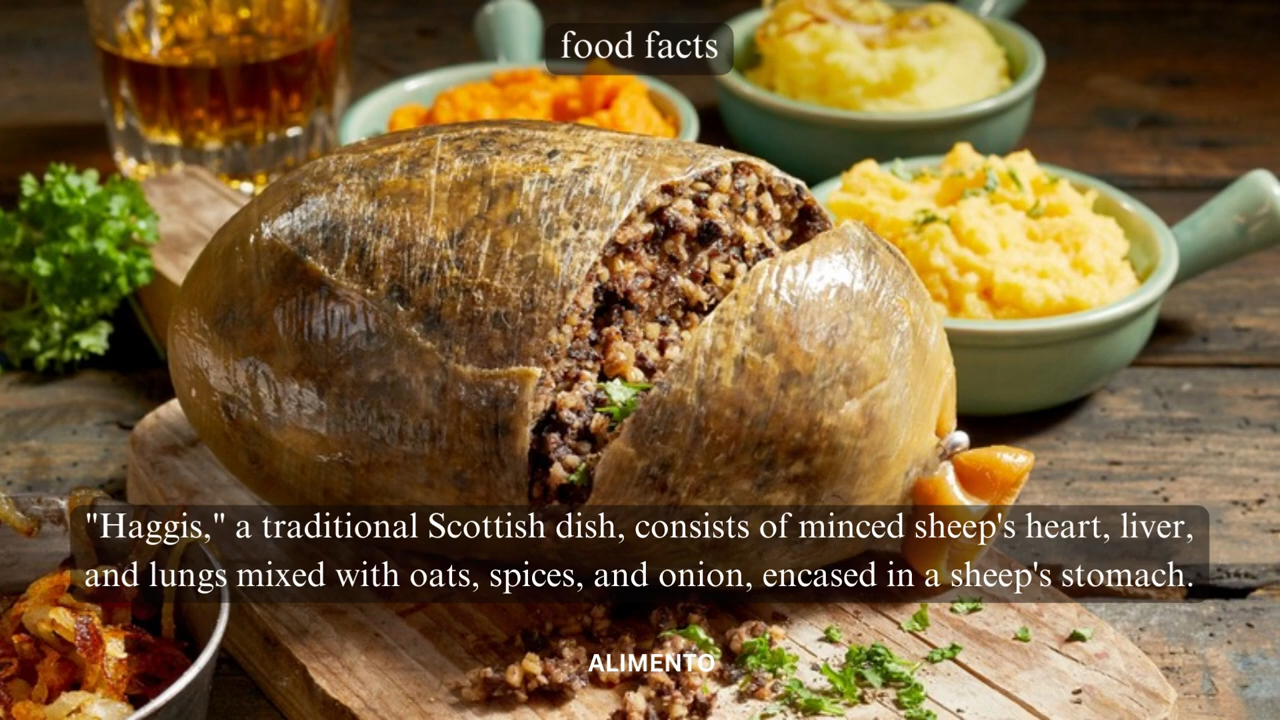 food facts
"Haggis," a traditional Scottish dish, consists of minced sheep's heart, liver,
and lungs mixed with oats, spices, and onion, encased in a sheep's stomach.
ALIMENTO